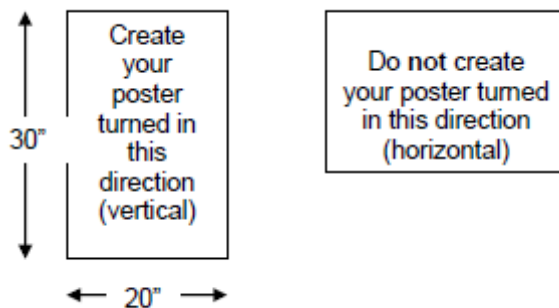 Create
your
poster
turned in
this
direction
(vertical)
30”
20”
Do not create
your poster turned
in this direction
(horizontal)